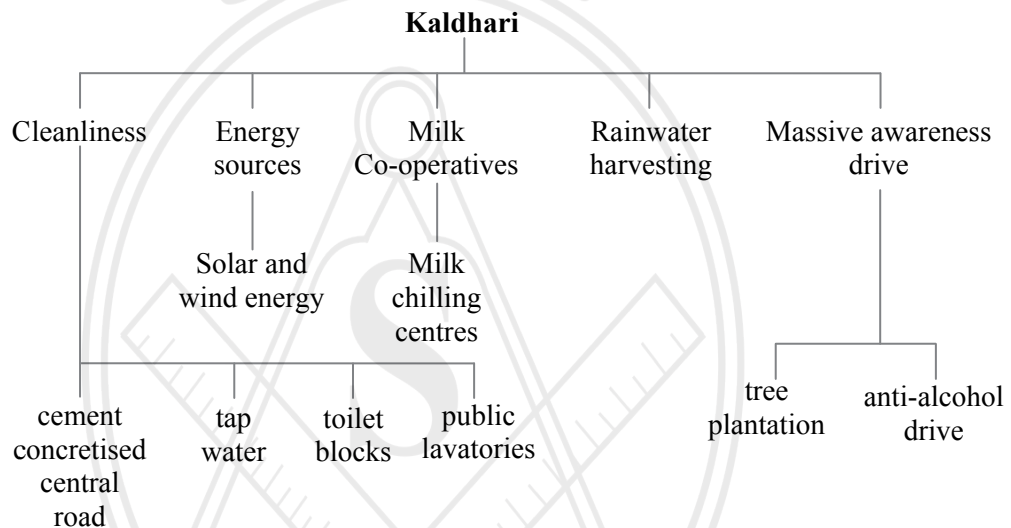 Kaldhari
Cleanliness
Energy
sources
Milk
Co-operatives
Rainwater
harvesting
Massive awareness
drive
Solar and
wind energy
Milk
chilling
centres
cement
concretised
central
road
tap
water
toilet
blocks
public
lavatories
tree
plantation
anti-alcohol
drive